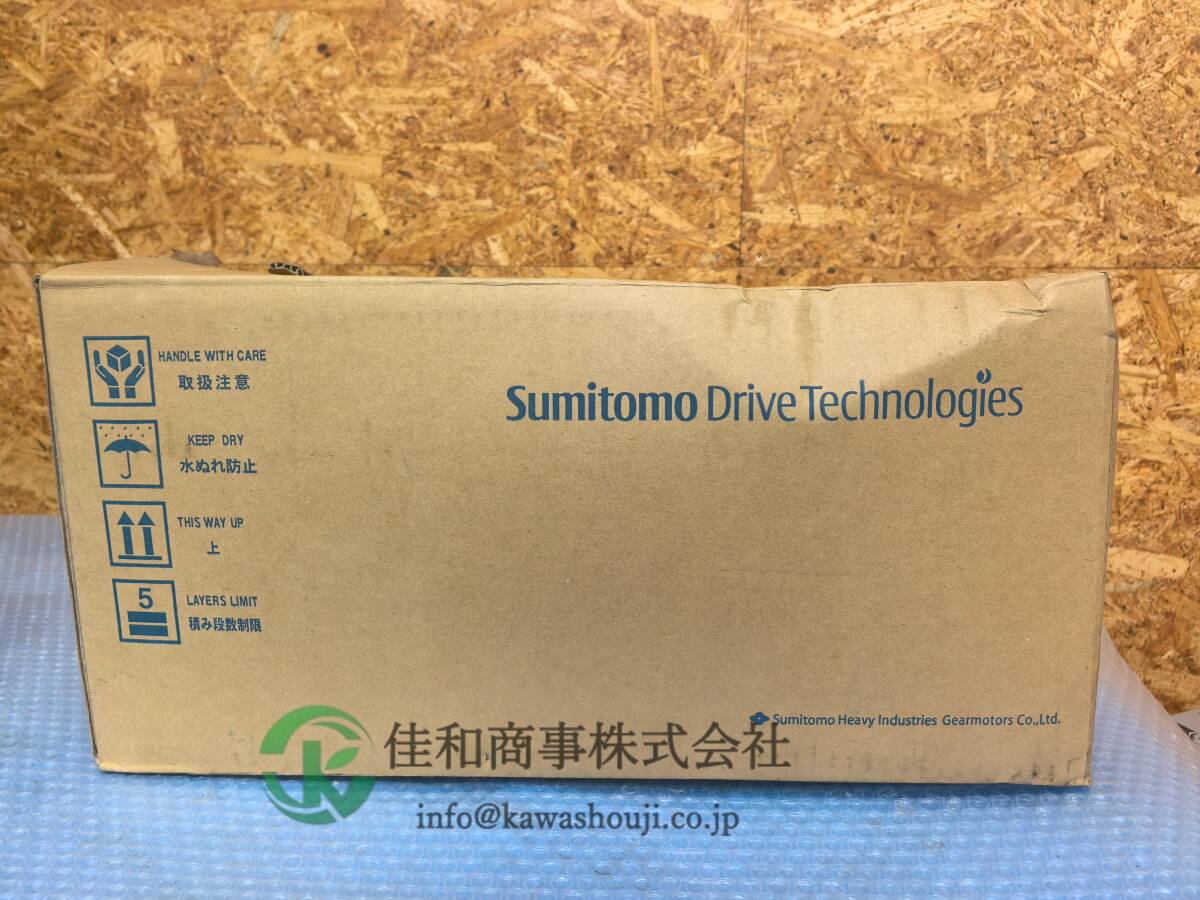 HANDLE WITH CARE
取扱注意
Sumitomo Drive Technologies
KEEP DRY
水ぬれ防止
THIS WAY UP
上
5
LAYERS LIMIT
積み段数制限
Sumitomo Heavy Industries Gearmotors Co.,Ltd.
佳和商事株式会社
info@kawashouji.co.jp